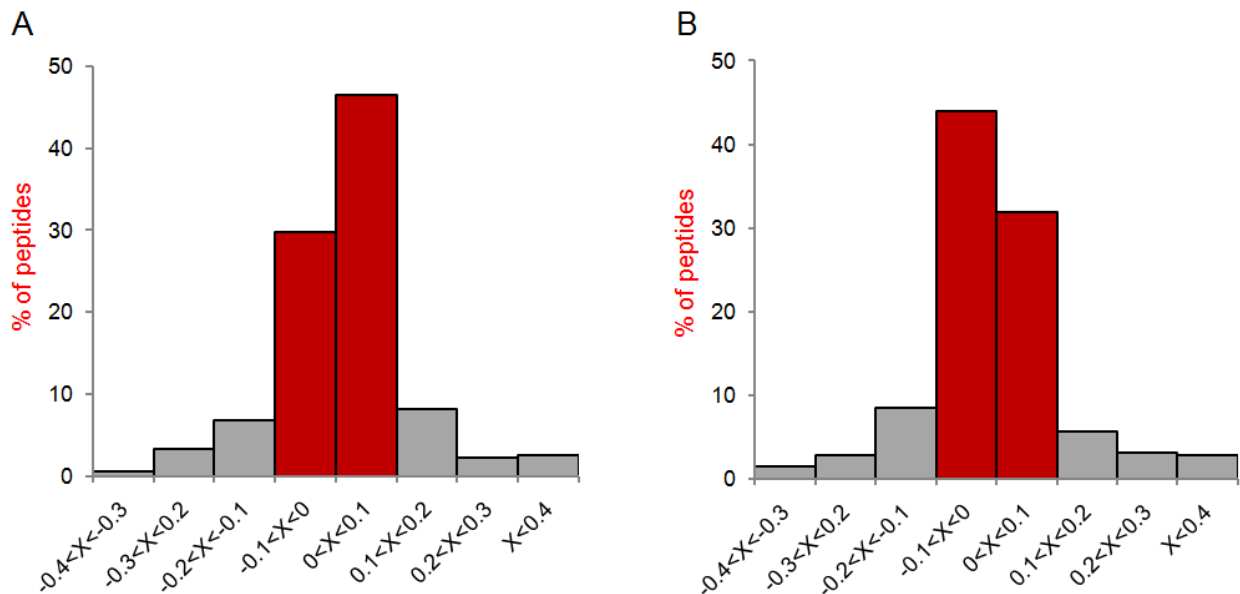 A
% of peptides
50
40
30
20
10
0
-0.4<X<-0.3
-0.3<X<0.2
-0.2<X<-0.1
-0.1<X<0
0<X<0.1
0.1<X<0.2
0.2<X<0.3
X<0.4
B
% of peptides
50
40
30
20
10
0
-0.4<X<-0.3
-0.3<X<0.2
-0.2<X<-0.1
-0.1<X<0
0<X<0.1
0.1<X<0.2
0.2<X<0.3
X<0.4